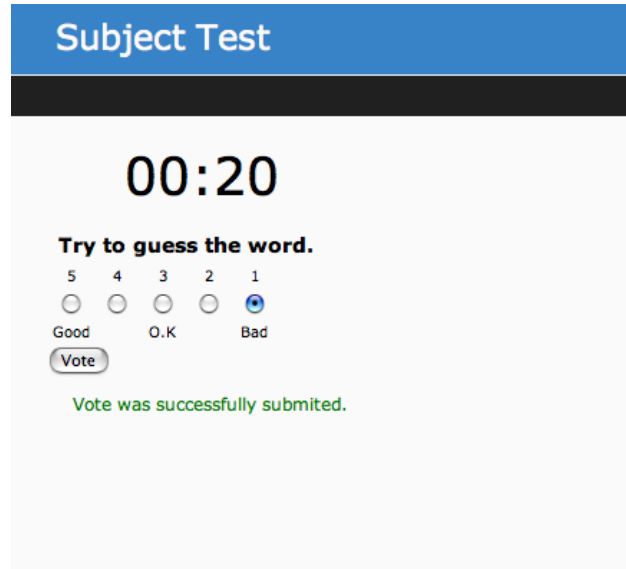 Subject Test
00:20
Try to guess the word.
5 4 3 2 1
Good O.K Bad
Vote
Vote was successfully submited.